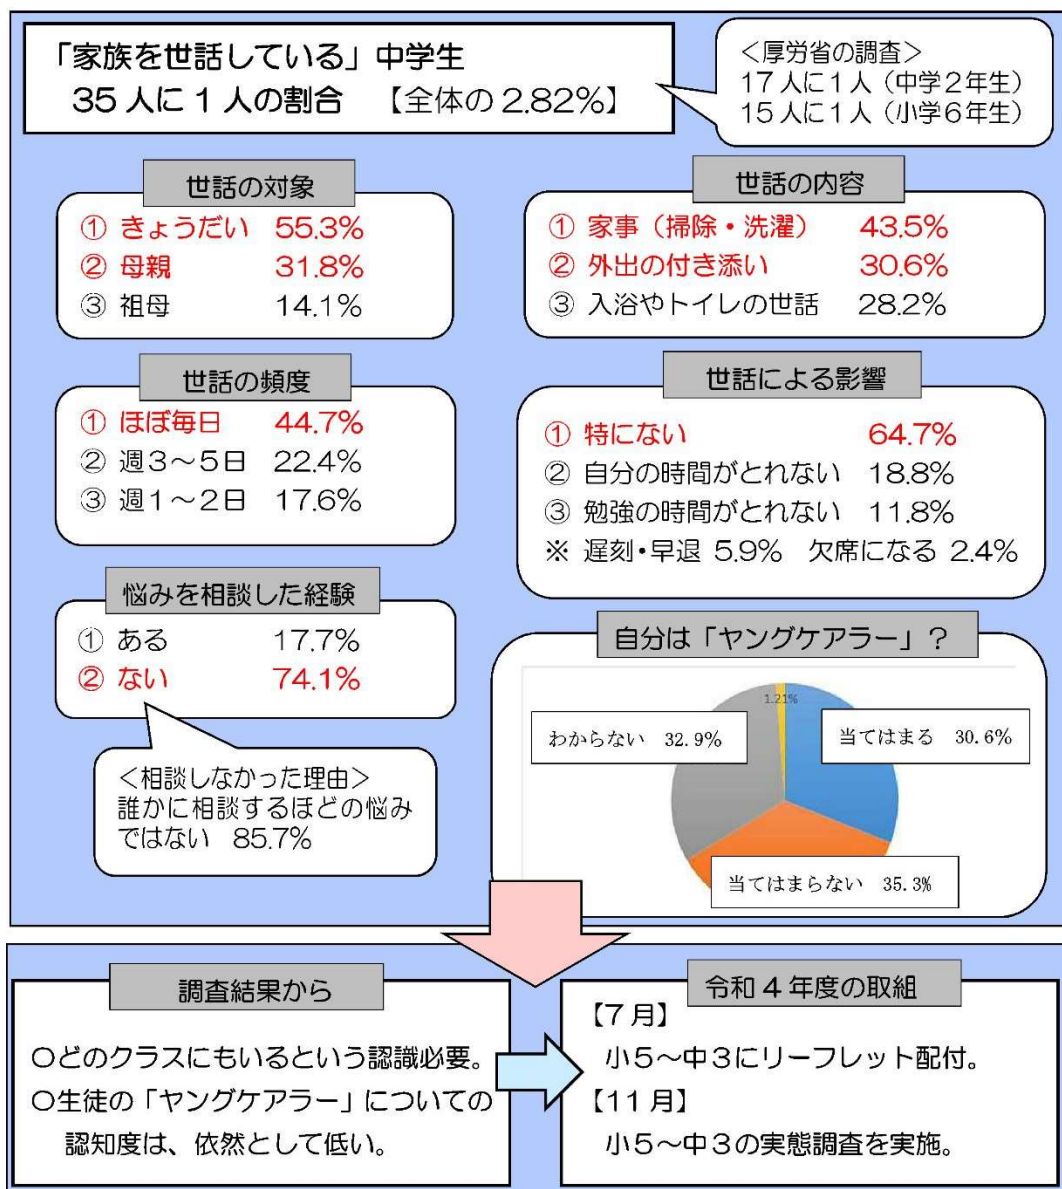 「家族を世話している」中学生
35人に1人の割合 【全体の2.82%】
<厚労省の調査>
17人に1人(中学2年生)
15人に1人(小学6年生)
世話の対象
① きょうだい 55.3%
② 母親 31.8%
③ 祖母 14.1%
世話の内容
① 家事(掃除・洗濯) 43.5%
② 外出の付き添い 30.6%
③ 入浴やトイレの世話 28.2%
世話の頻度
① ほぼ毎日 44.7%
② 週3~5日 22.4%
③ 週1~2日 17.6%
世話による影響
① 特にない 64.7%
② 自分の時間がとれない 18.8%
③ 勉強の時間がとれない 11.8%
※ 遅刻・早退 5.9% 欠席になる 2.4%
悩みを相談した経験
① ある 17.7%
② ない 74.1%
<相談しなかった理由>
誰かに相談するほどの悩み
ではない 85.7%
自分は「ヤングケアラー」?
1.21%
わからない 32.9%
当てはまる 30.6%
当てはまらない 35.3%
調査結果から
○どのクラスにもいるという認識必要。
○生徒の「ヤングケアラー」についての
認知度は、依然として低い。
令和4年度の取組
【7月】
小5~中3にリーフレット配付。
【11月】
小5~中3の実態調査を実施。